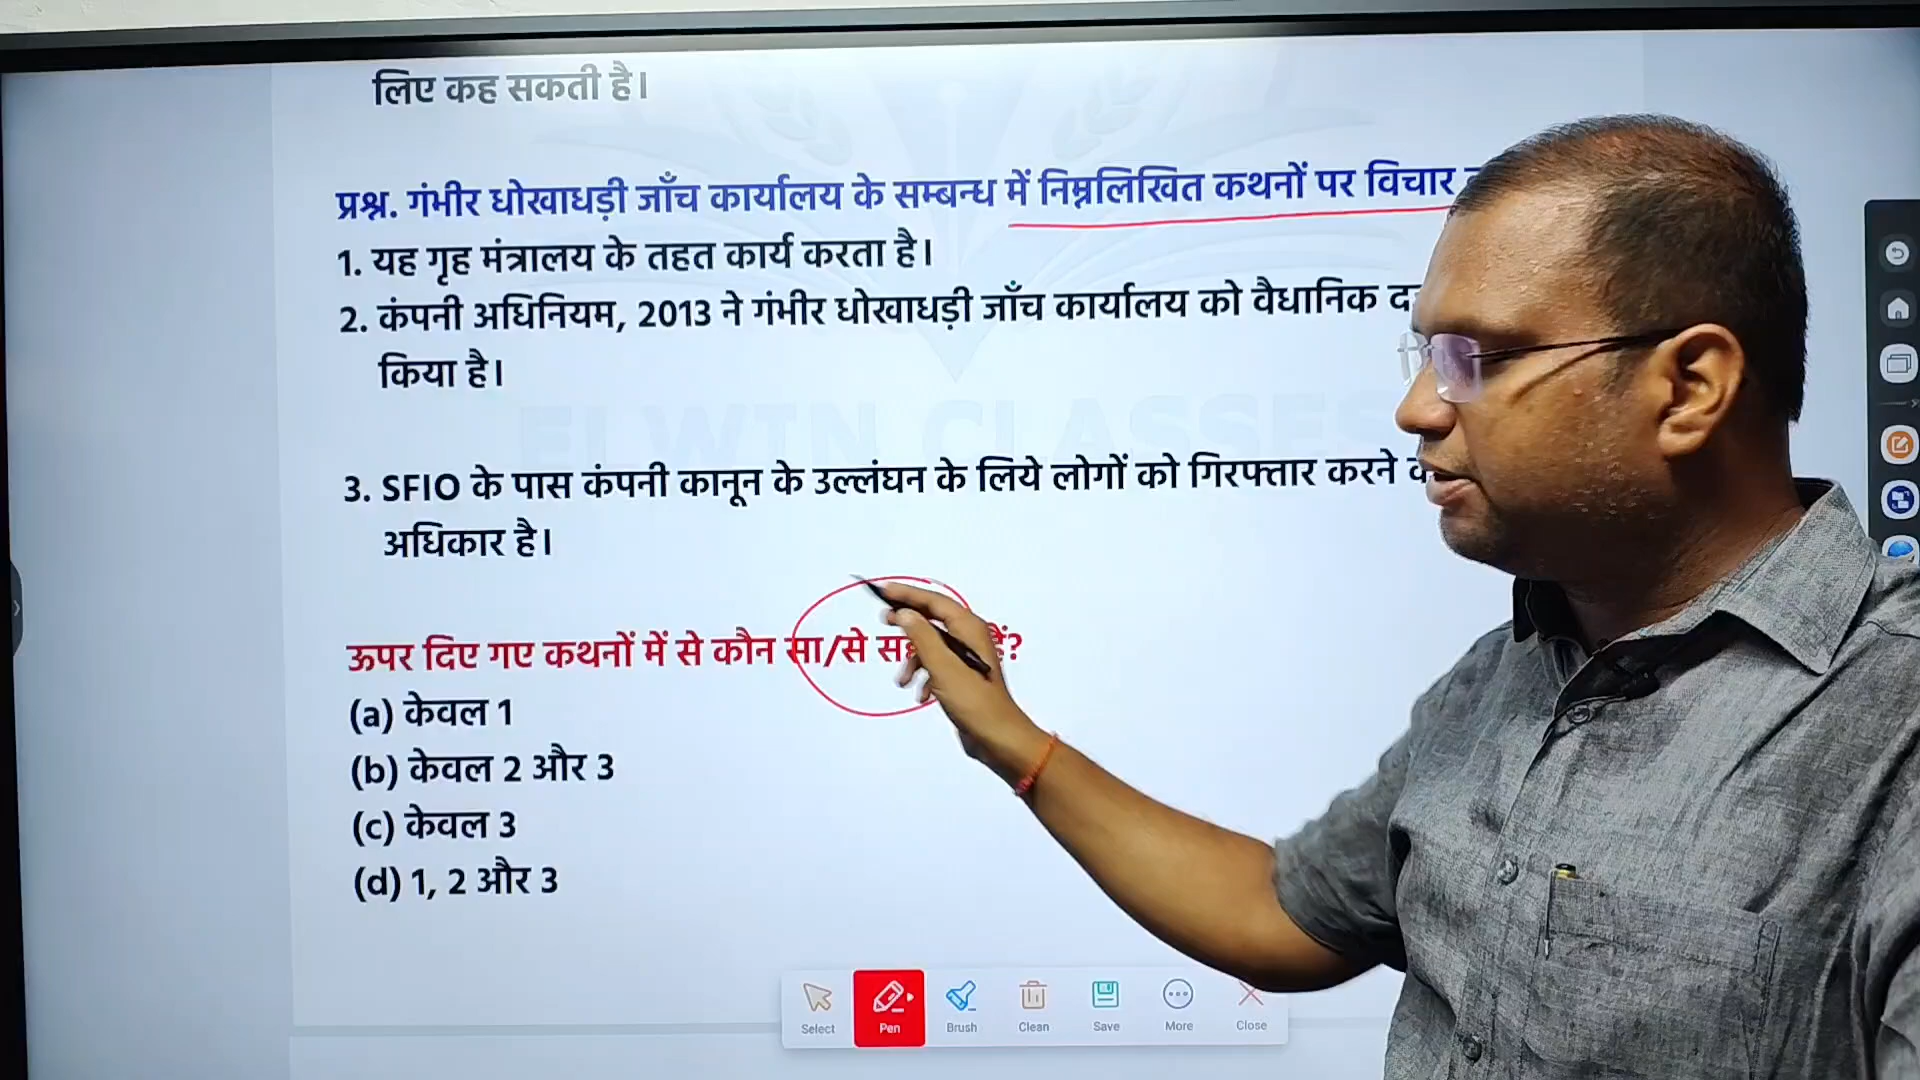 लिए कह सकती है।
प्रश्न. गंभीर धोखाधड़ी जाँच कार्यालय के सम्बन्ध में निम्नलिखित कथनों पर विचार
1. यह गृह मंत्रालय के तहत कार्य करता है।
2. कंपनी अधिनियम, 2013 ने गंभीर धोखाधड़ी जाँच कार्यालय को वैधानिक
किया है।
ELWIN CLASSES
3. SFIO के पास कंपनी कानून के उल्लंघन के लिये लोगों को गिरफ्तार करने
अधिकार है।
ऊपर दिए गए कथनों में से कौन सा/से
(a) केवल 1
(b) केवल 2 और 3
(c) केवल 3
(d) 1, 2 और 3
Select Pen Brush Clean Save More Close